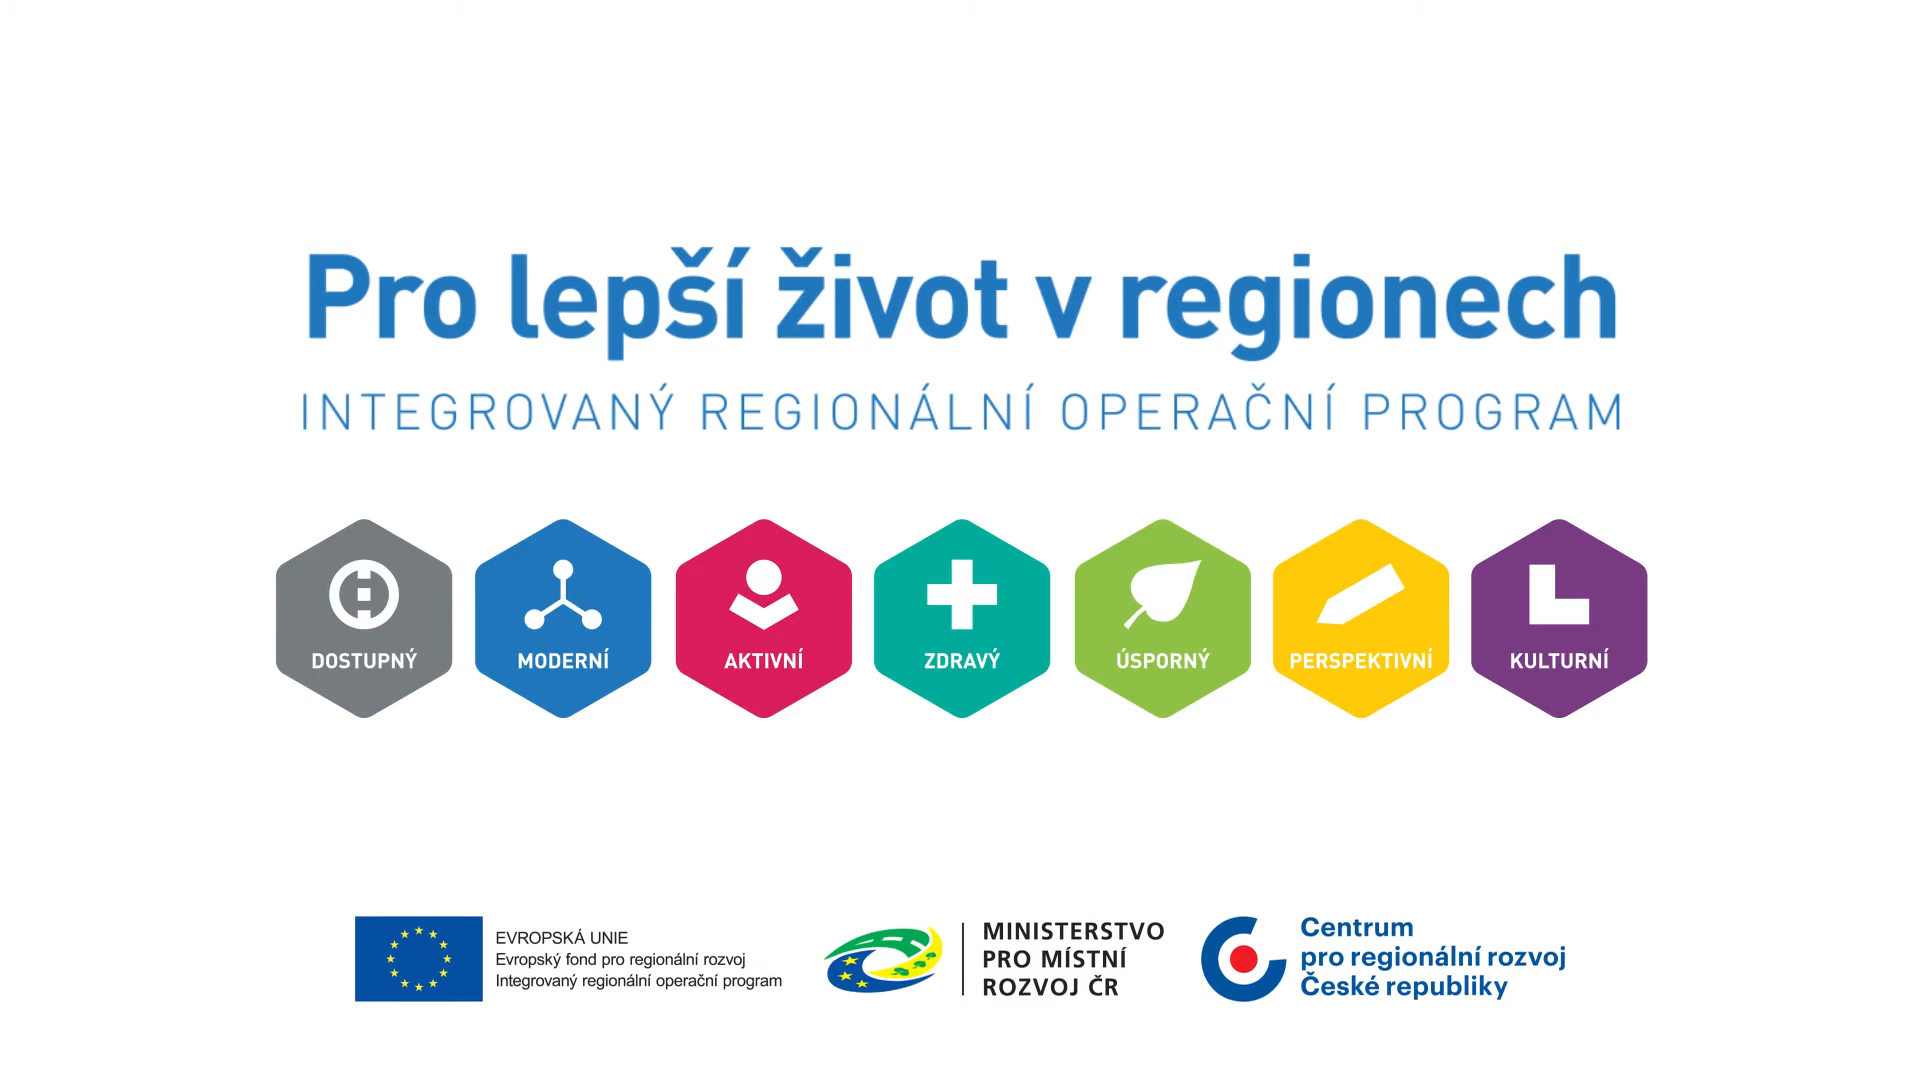 Pro lepší život v regionech
INTEGROVANÝ REGIONÁLNÍ OPERAČNÍ PROGRAM
DOSTUPNÝ
MODERNÍ
AKTIVNÍ
ZDRAVÝ
ÚSPORNÝ
PERSPEKTIVNÍ
KULTURNÍ
EVROPSKÁ UNIE
Evropský fond pro regionální rozvoj
Integrovaný regionální operační program
MINISTERSTVO
PRO MÍSTNÍ
ROZVOJ ČR
Centrum
pro regionální rozvoj
České republiky